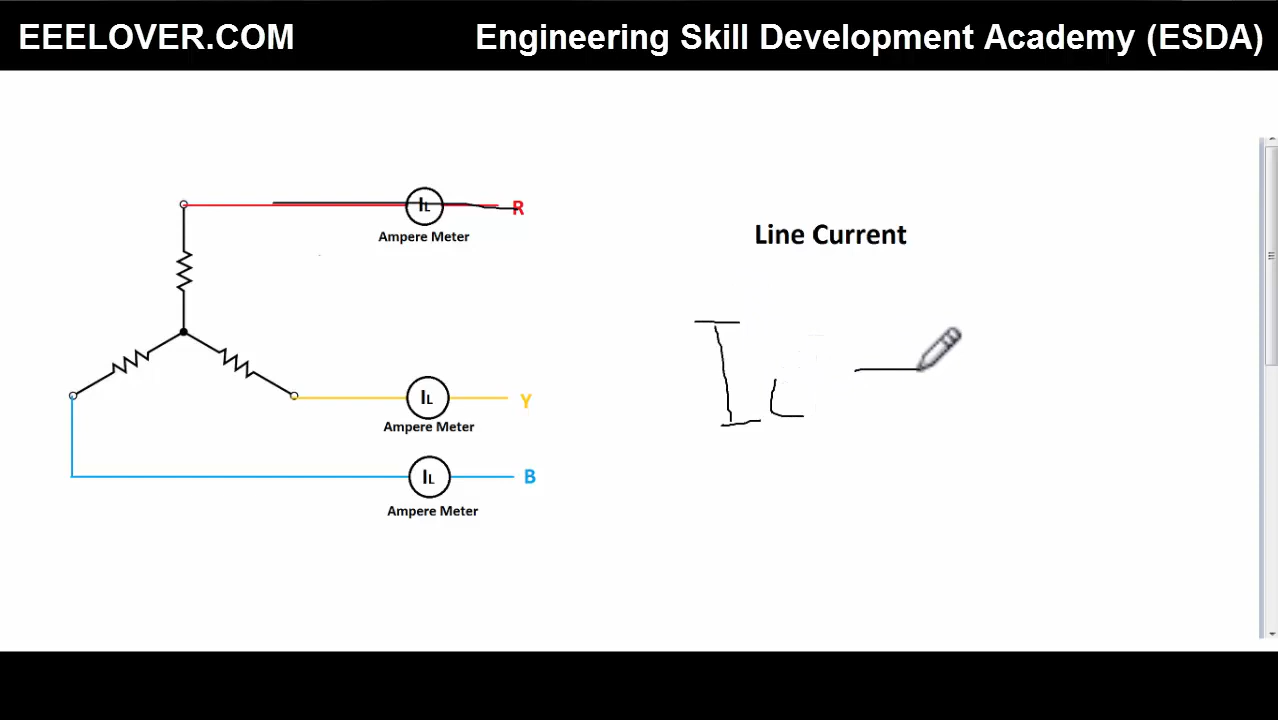 EEELOVER.COM Engineering Skill Development Academy (ESDA)
IL R
Ampere Meter
Line Current
IL
IL Y
Ampere Meter
IL B
Ampere Meter